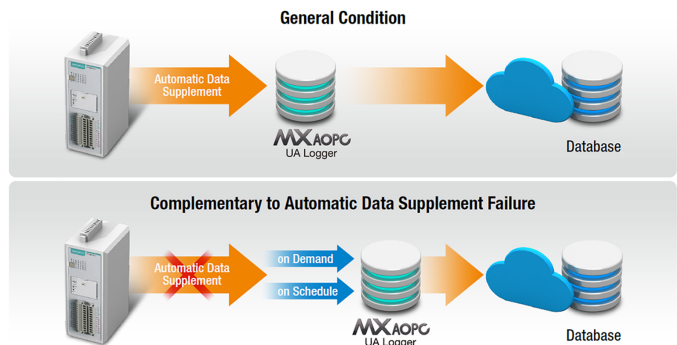 General Condition
Automatic Data
Supplement
MXAOPC
UA Logger
Database
Complementary to Automatic Data Supplement Failure
Automatic Data
Supplement
on Demand
on Schedule
MXAOPC
UA Logger
Database